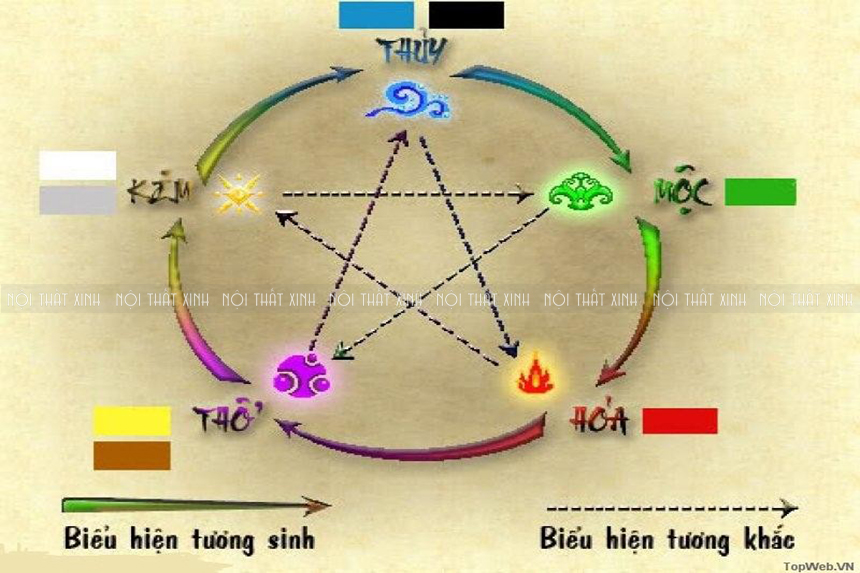 THỦY
KIM
MỘC
NỘI THẤT XINH NỘI THẤT XINH NỘI THẤT XINH NỘI THẤT XINH NỘI THẤT XINH NỘI THẤT XINH NỘI THẤT XINH NỘI THẤT XINH
THỔ
HỎA
Biểu hiện tương sinh
Biểu hiện tương khắc
TopWeb.VN